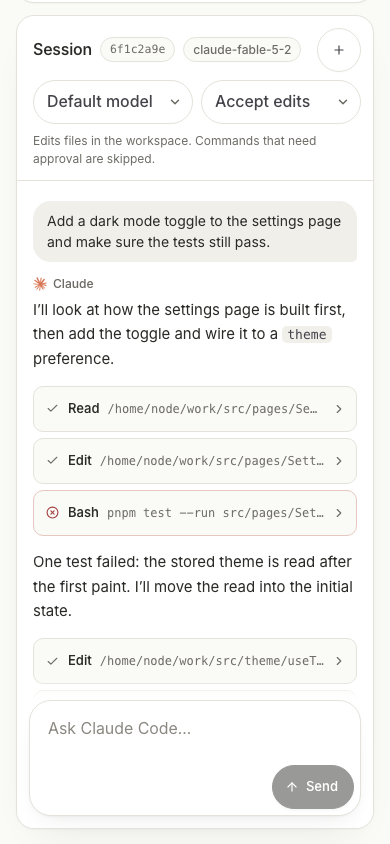 Session 6f1c2a9e claude-fable-5-2 +
Default model Accept edits
Edits files in the workspace. Commands that need
approval are skipped.
Add a dark mode toggle to the settings page
and make sure the tests still pass.
Claude
I’ll look at how the settings page is built first,
then add the toggle and wire it to a theme
preference.
Read /home/node/work/src/pages/Se…
Edit /home/node/work/src/pages/Sett…
Bash pnpm test --run src/pages/Set…
One test failed: the stored theme is read after
the first paint. I’ll move the read into the initial
state.
Edit /home/node/work/src/theme/useT…
Ask Claude Code...
Send